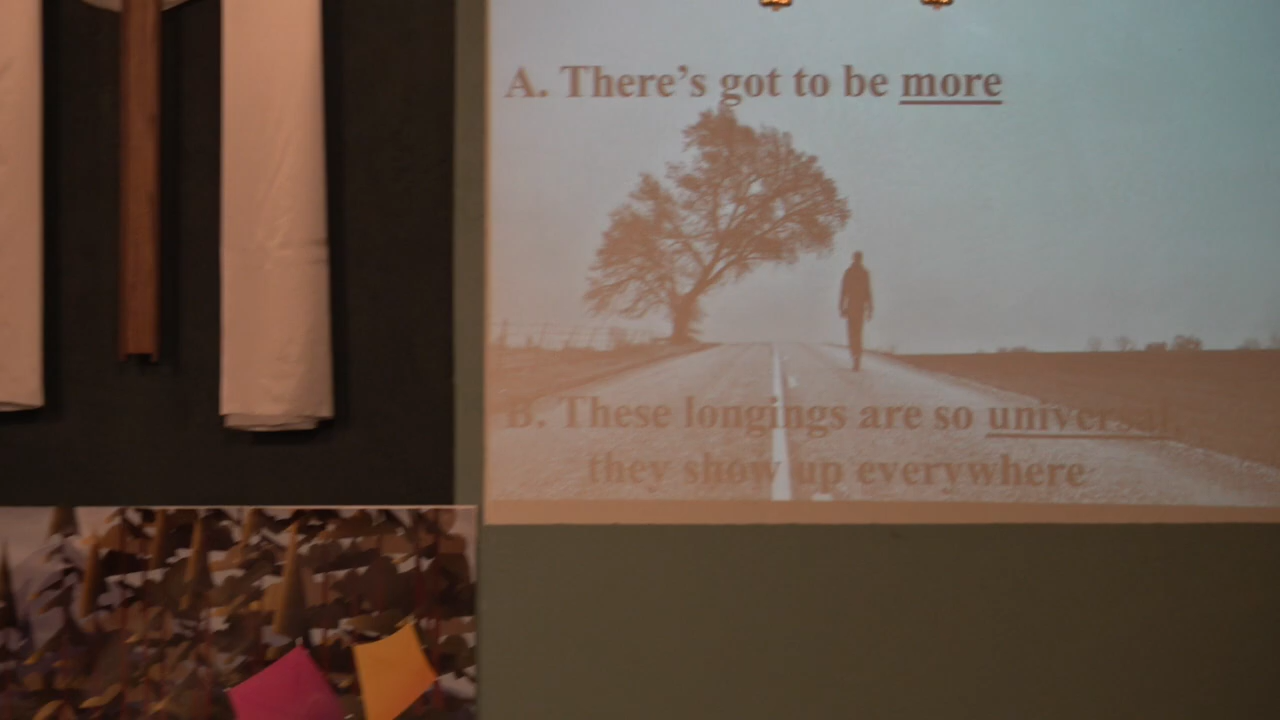 A. There’s got to be more
B. These longings are so universal,
they show up everywhere